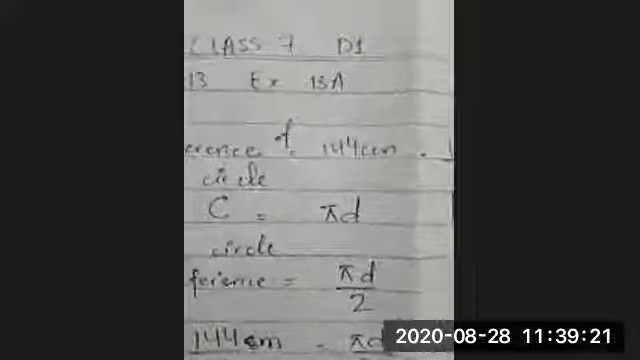 CLASS 7 D1
13 Ex 13A
erence of = 144cm.
circle
C = πd
circle
ference = πd/2
144cm = πd
2020-08-28 11:39:21